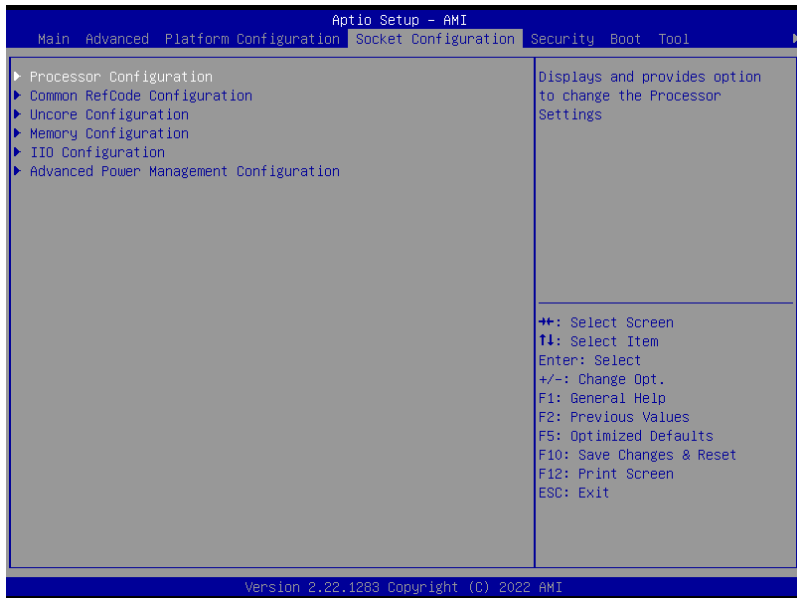 Aptio Setup – AMI
Main Advanced Platform Configuration Socket Configuration Security Boot Tool
Processor Configuration
Common RefCode Configuration
Uncore Configuration
Memory Configuration
IIO Configuration
Advanced Power Management Configuration
Displays and provides option
to change the Processor
Settings
→←: Select Screen
↑↓: Select Item
Enter: Select
+/-: Change Opt.
F1: General Help
F2: Previous Values
F5: Optimized Defaults
F10: Save Changes & Reset
F12: Print Screen
ESC: Exit
Version 2.22.1283 Copyright (C) 2022 AMI